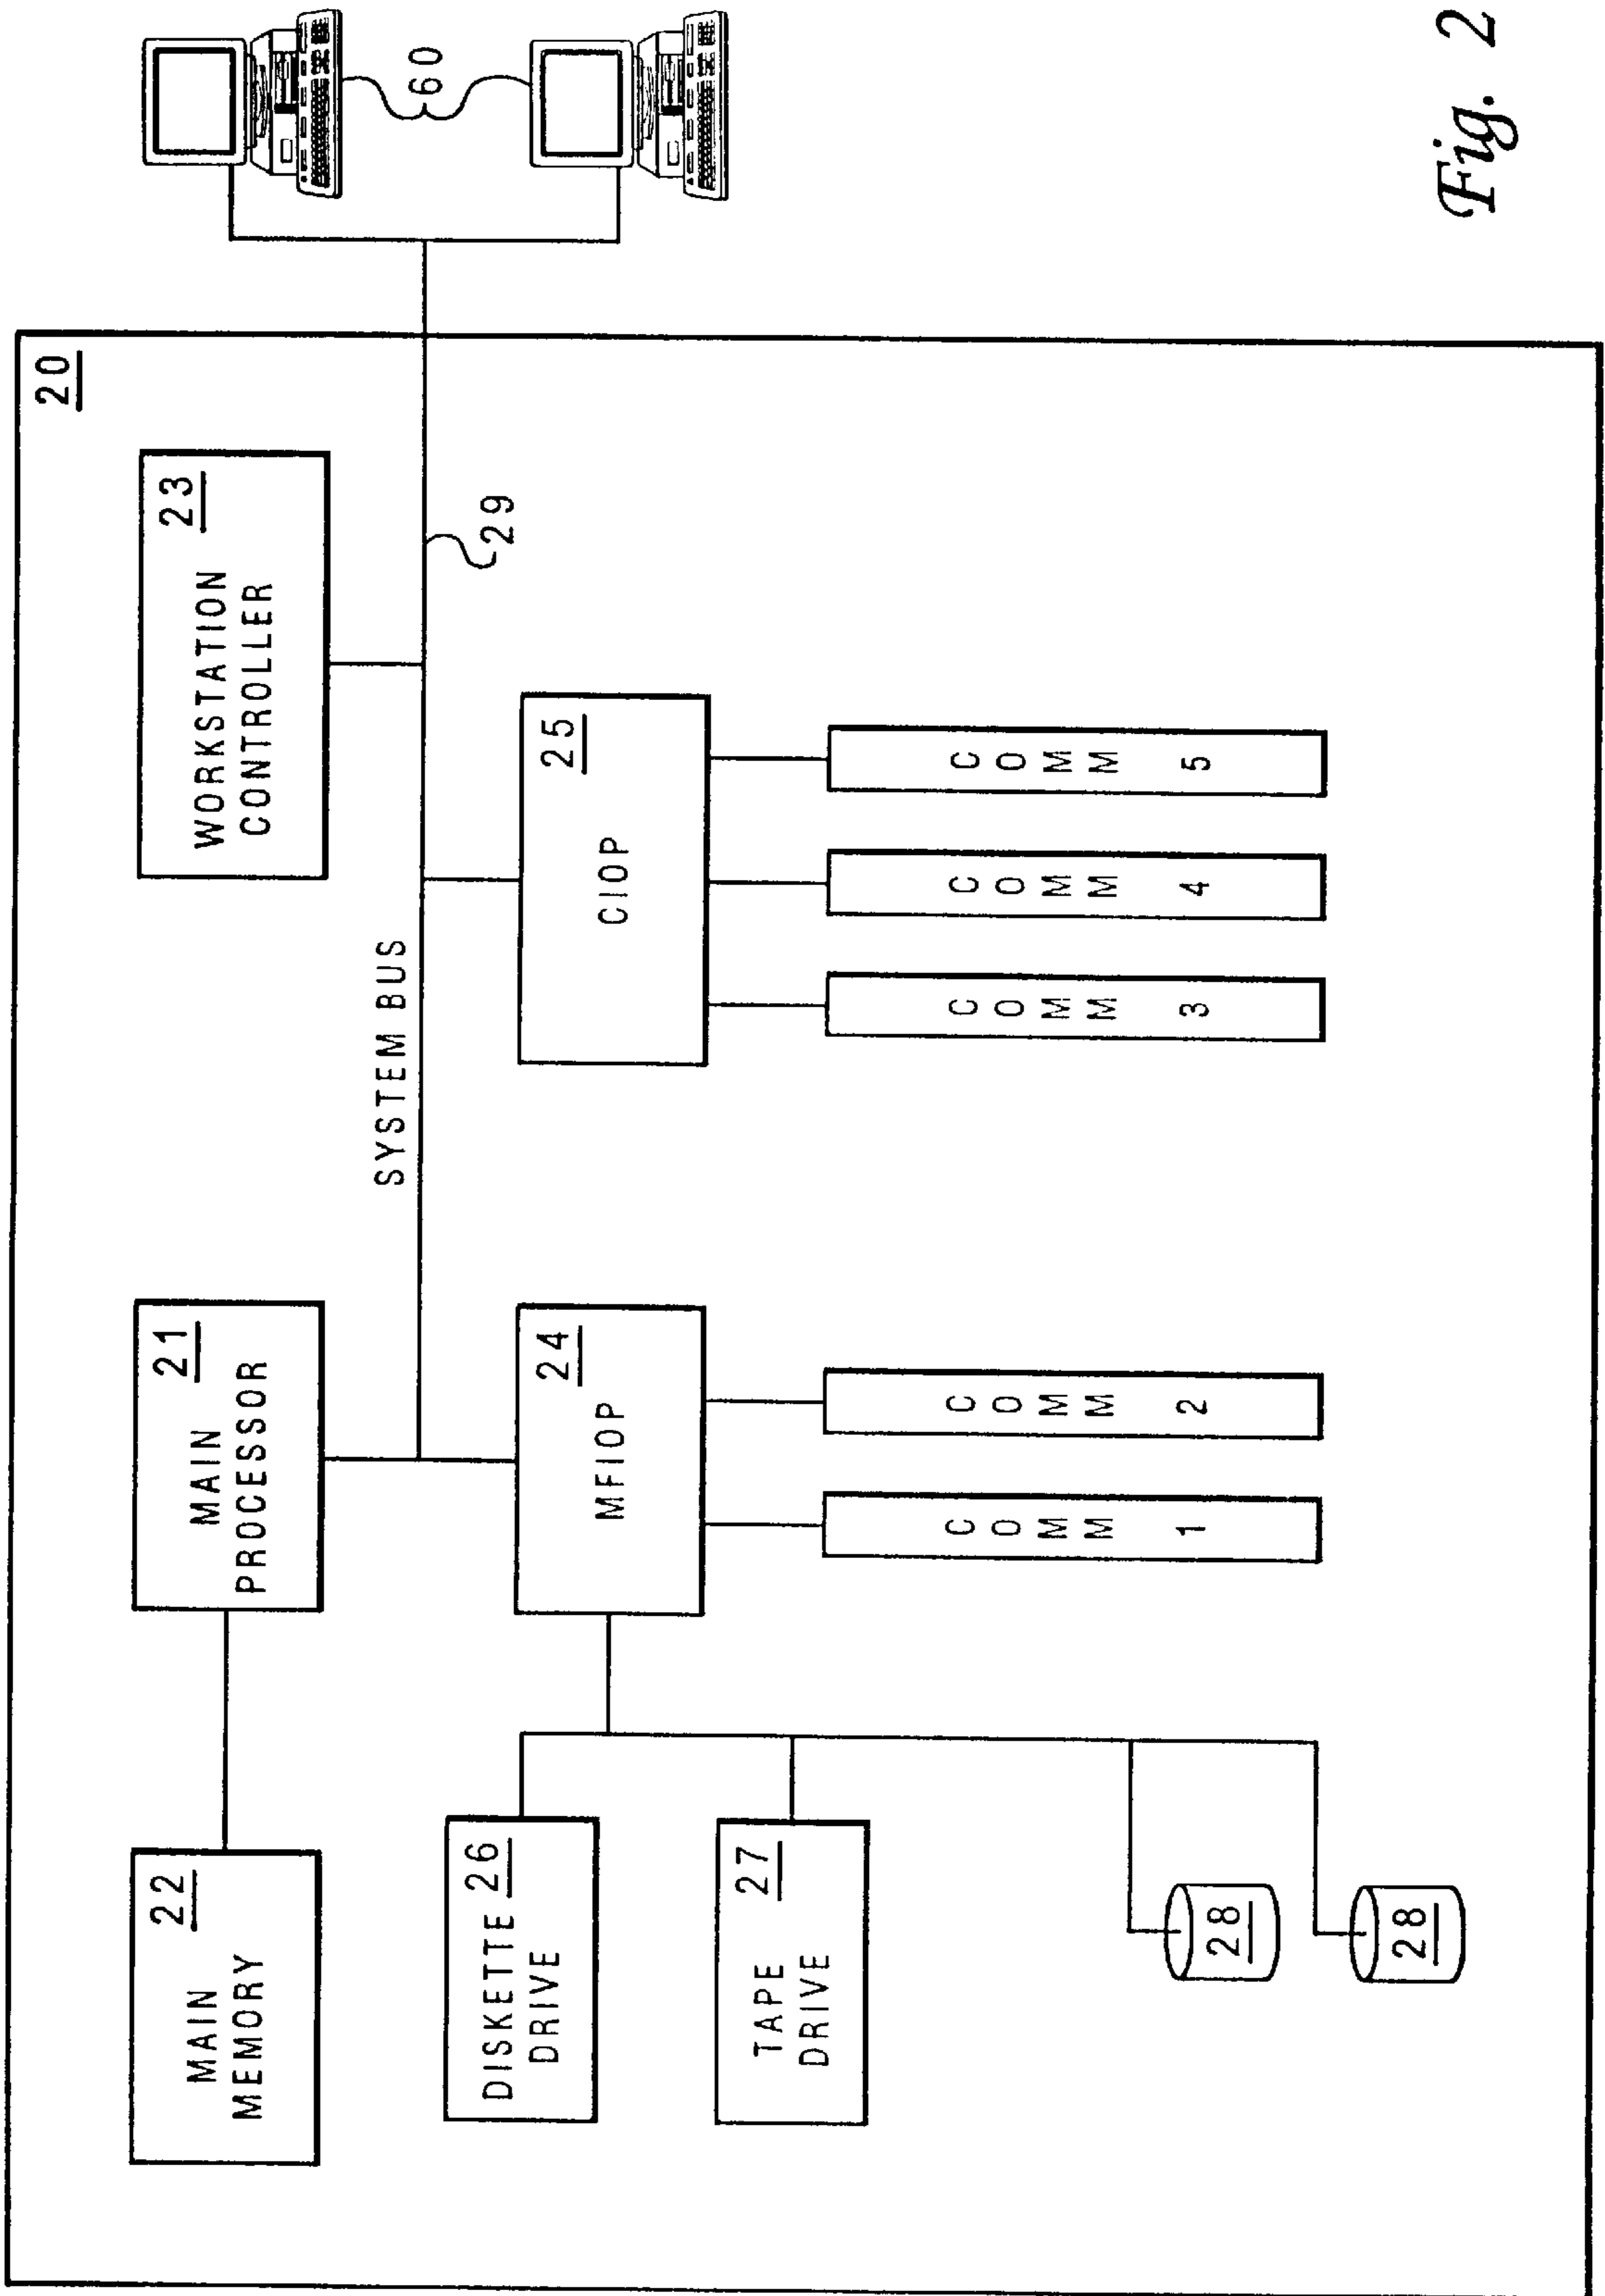 20
22
MAIN
MEMORY
21
MAIN
PROCESSOR
23
WORKSTATION
CONTROLLER
SYSTEM BUS
29
60
DISKETTE 26
DRIVE
27
TAPE
DRIVE
28
28
24
MFIOP
COMM 1
COMM 2
25
CIOP
COMM 3
COMM 4
COMM 5
Fig. 2